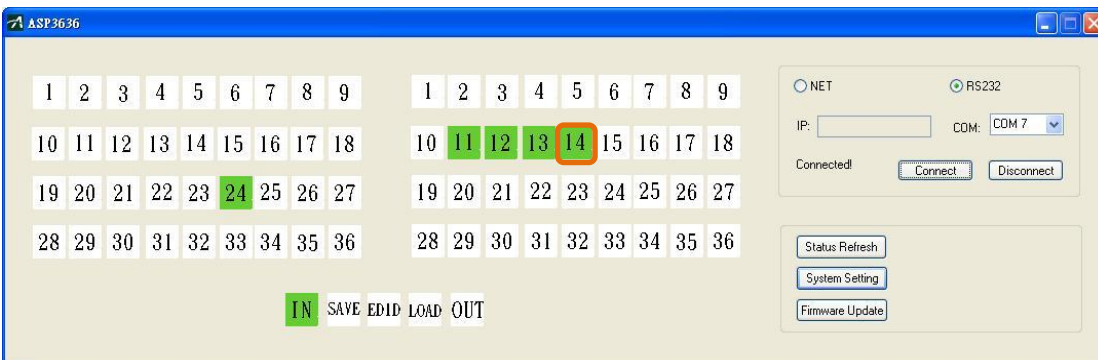 ASP3636
1 2 3 4 5 6 7 8 9
10 11 12 13 14 15 16 17 18
19 20 21 22 23 24 25 26 27
28 29 30 31 32 33 34 35 36
1 2 3 4 5 6 7 8 9
10 11 12 13 14 15 16 17 18
19 20 21 22 23 24 25 26 27
28 29 30 31 32 33 34 35 36
IN SAVE EDID LOAD OUT
NET RS232
IP: COM: COM 7
Connected! Connect Disconnect
Status Refresh
System Setting
Firmware Update